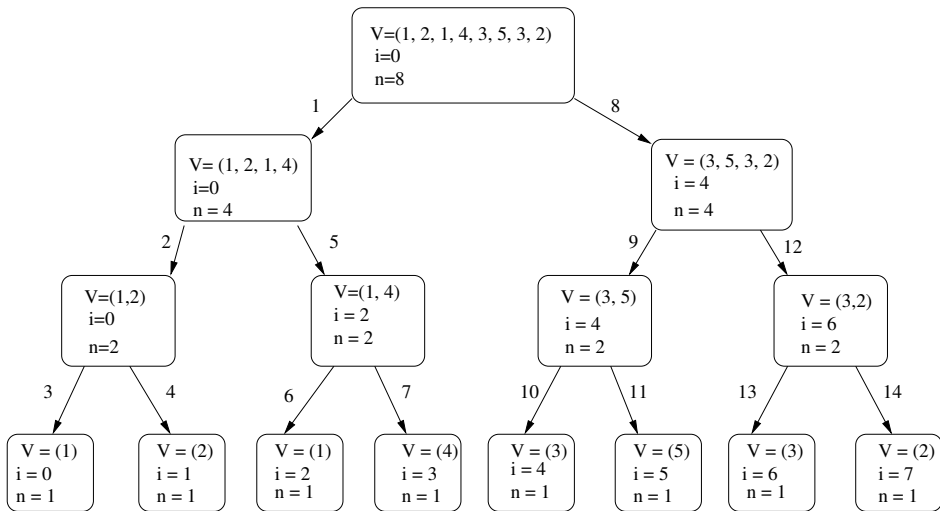 V=(1, 2, 1, 4, 3, 5, 3, 2)
i=0
n=8
1
8
V= (1, 2, 1, 4)
i=0
n = 4
V = (3, 5, 3, 2)
i = 4
n = 4
2
5
9
12
V=(1,2)
i=0
n=2
V=(1, 4)
i = 2
n = 2
V = (3, 5)
i = 4
n = 2
V = (3,2)
i = 6
n = 2
3
4
6
7
10
11
13
14
V = (1)
i = 0
n = 1
V = (2)
i = 1
n = 1
V = (1)
i = 2
n = 1
V = (4)
i = 3
n = 1
V = (3)
i = 4
n = 1
V = (5)
i = 5
n = 1
V = (3)
i = 6
n = 1
V = (2)
i = 7
n = 1